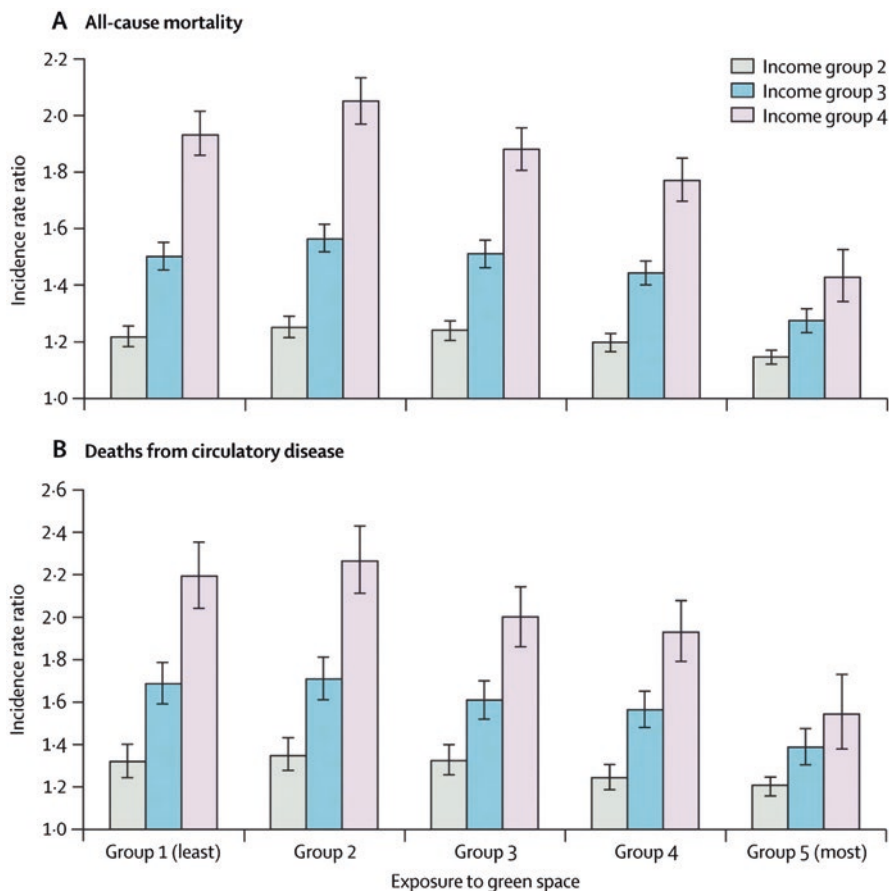 A All-cause mortality
2·2
2·0
1·8
1·6
1·4
1·2
1·0
Incidence rate ratio
Income group 2
Income group 3
Income group 4
B Deaths from circulatory disease
2·6
2·4
2·2
2·0
1·8
1·6
1·4
1·2
1·0
Incidence rate ratio
Group 1 (least) Group 2 Group 3 Group 4 Group 5 (most)
Exposure to green space